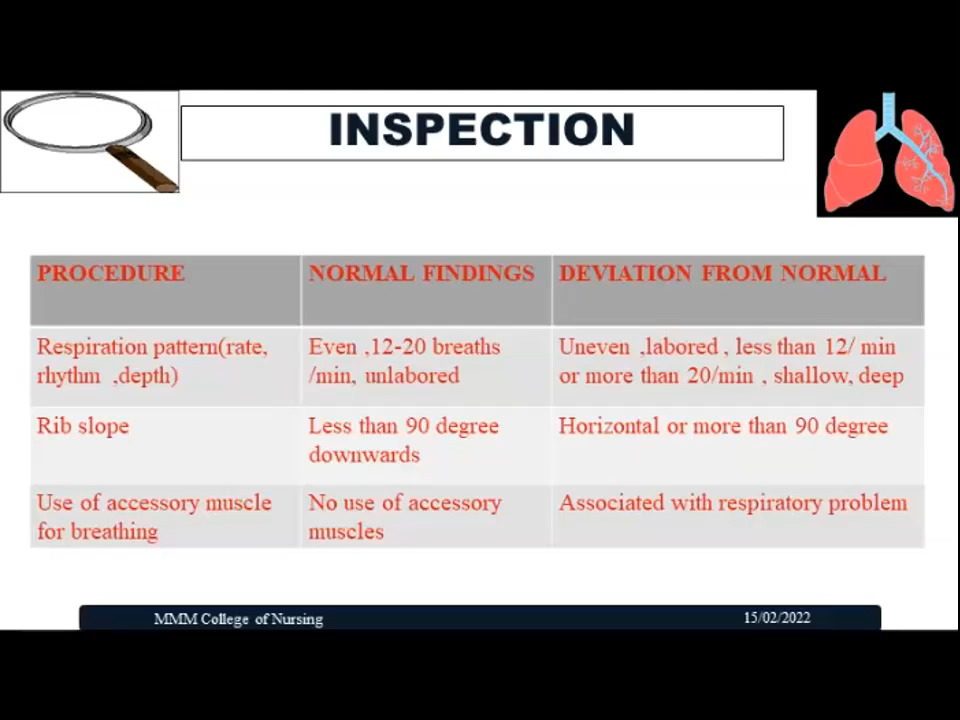 INSPECTION
PROCEDURE
NORMAL FINDINGS
DEVIATION FROM NORMAL
Respiration pattern(rate,
rhythm ,depth)
Even ,12-20 breaths
/min, unlabored
Uneven ,labored , less than 12/ min
or more than 20/min , shallow, deep
Rib slope
Less than 90 degree
downwards
Horizontal or more than 90 degree
Use of accessory muscle
for breathing
No use of accessory
muscles
Associated with respiratory problem
MMM College of Nursing
15/02/2022